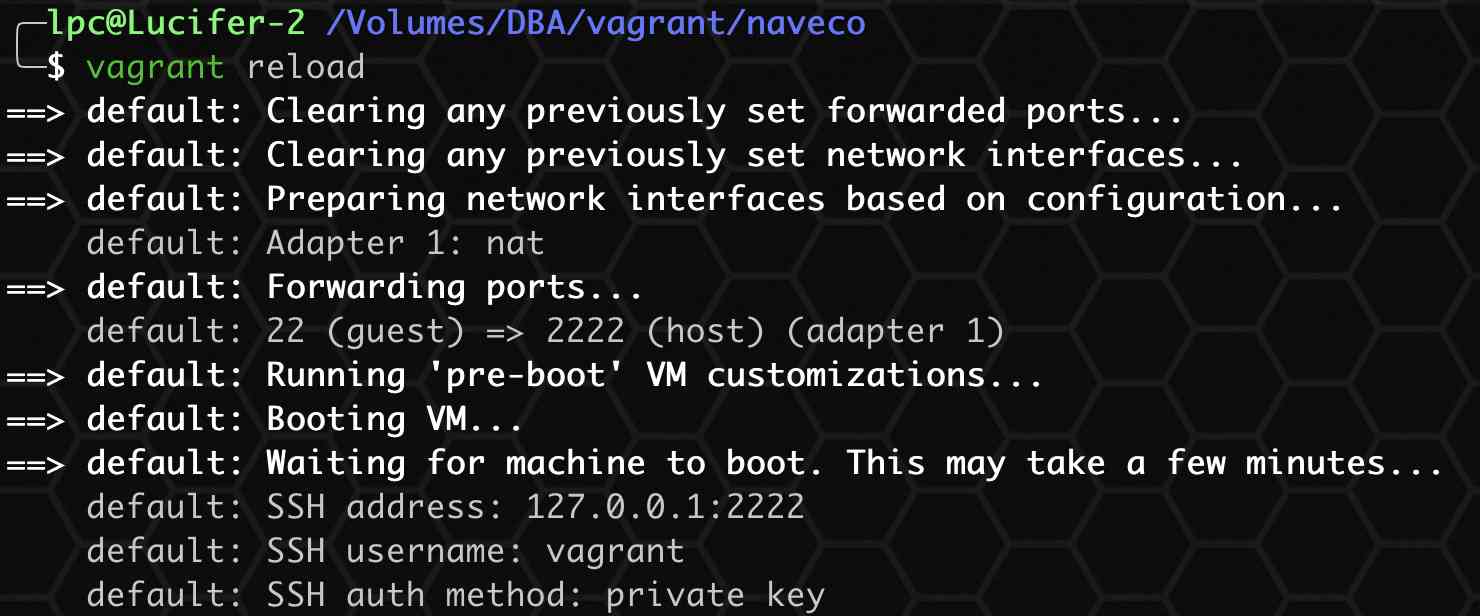 lpc@Lucifer-2 /Volumes/DBA/vagrant/naveco
$ vagrant reload
==> default: Clearing any previously set forwarded ports...
==> default: Clearing any previously set network interfaces...
==> default: Preparing network interfaces based on configuration...
    default: Adapter 1: nat
==> default: Forwarding ports...
    default: 22 (guest) => 2222 (host) (adapter 1)
==> default: Running 'pre-boot' VM customizations...
==> default: Booting VM...
==> default: Waiting for machine to boot. This may take a few minutes...
    default: SSH address: 127.0.0.1:2222
    default: SSH username: vagrant
    default: SSH auth method: private key